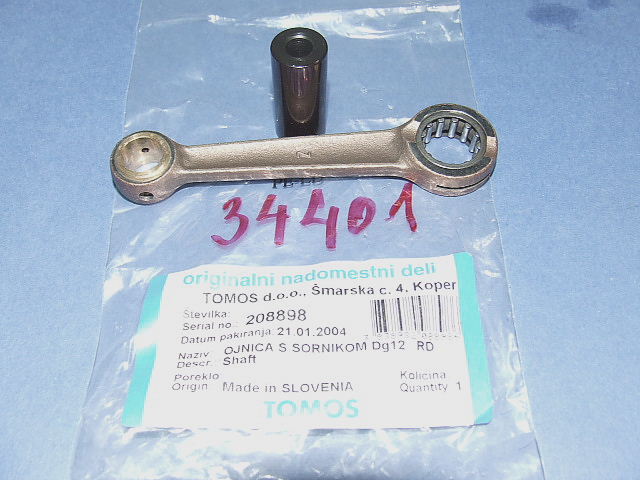 34401
originalni nadomestni deli
TOMOS d.o.o., Šmarska c. 4, Koper
Številka:
Serial no.: 208898
Datum pakiranja: 21.01.2004
Naziv: OJNICA S SORNIKOM Dg12 RD
Descr.: Shaft
Poreklo Kolicina
Origin: Made in SLOVENIA Quantity 1
TOMOS